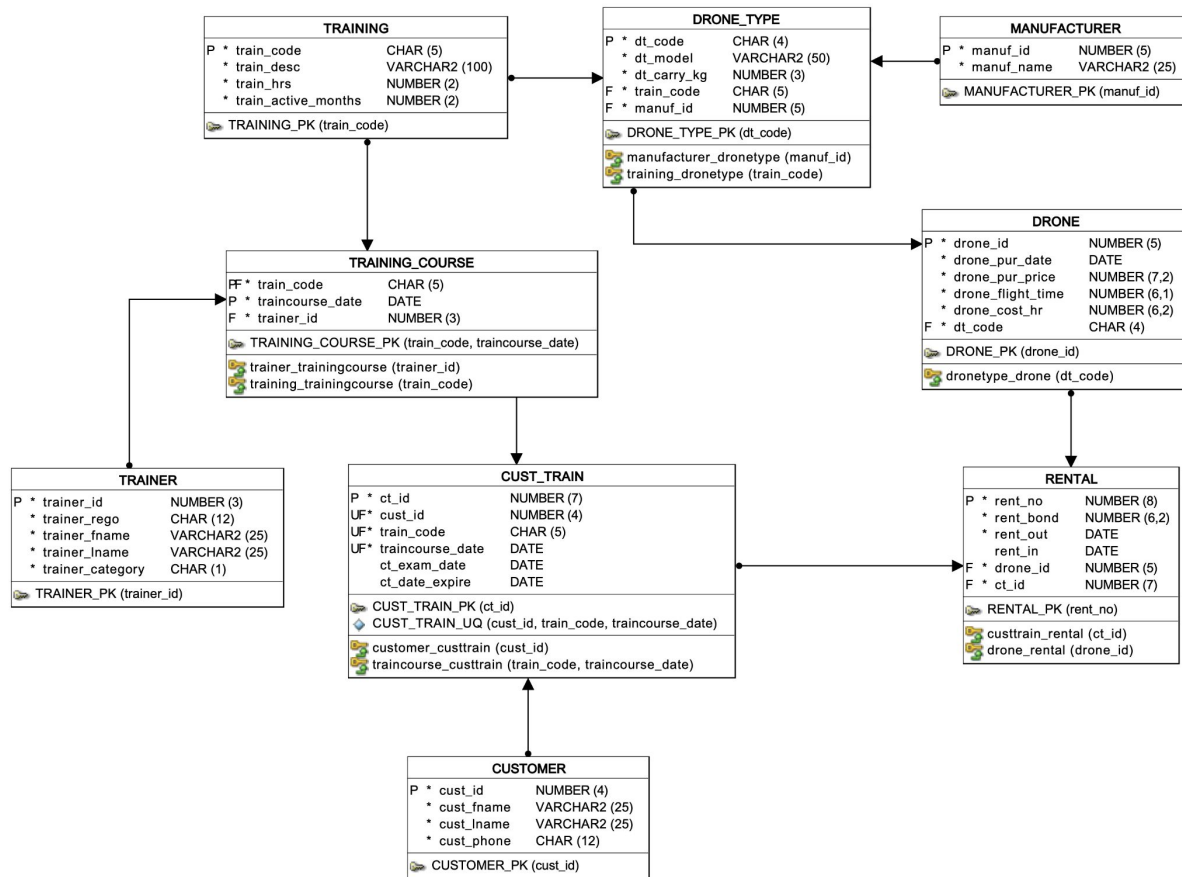 TRAINING
P * train_code CHAR (5)
* train_desc VARCHAR2 (100)
* train_hrs NUMBER (2)
* train_active_months NUMBER (2)
TRAINING_PK (train_code)
DRONE_TYPE
P * dt_code CHAR (4)
* dt_model VARCHAR2 (50)
* dt_carry_kg NUMBER (3)
F * train_code CHAR (5)
F * manuf_id NUMBER (5)
DRONE_TYPE_PK (dt_code)
manufacturer_dronetype (manuf_id)
training_dronetype (train_code)
MANUFACTURER
P * manuf_id NUMBER (5)
* manuf_name VARCHAR2 (25)
MANUFACTURER_PK (manuf_id)
DRONE
P * drone_id NUMBER (5)
* drone_pur_date DATE
* drone_pur_price NUMBER (7,2)
* drone_flight_time NUMBER (6,1)
* drone_cost_hr NUMBER (6,2)
F * dt_code CHAR (4)
DRONE_PK (drone_id)
dronetype_drone (dt_code)
TRAINING_COURSE
PF * train_code CHAR (5)
P * traincourse_date DATE
F * trainer_id NUMBER (3)
TRAINING_COURSE_PK (train_code, traincourse_date)
trainer_trainingcourse (trainer_id)
training_trainingcourse (train_code)
TRAINER
P * trainer_id NUMBER (3)
* trainer_rego CHAR (12)
* trainer_fname VARCHAR2 (25)
* trainer_lname VARCHAR2 (25)
* trainer_category CHAR (1)
TRAINER_PK (trainer_id)
CUST_TRAIN
P * ct_id NUMBER (7)
UF* cust_id NUMBER (4)
UF* train_code CHAR (5)
UF* traincourse_date DATE
ct_exam_date DATE
ct_date_expire DATE
CUST_TRAIN_PK (ct_id)
CUST_TRAIN_UQ (cust_id, train_code, traincourse_date)
customer_custtrain (cust_id)
traincourse_custtrain (train_code, traincourse_date)
RENTAL
P * rent_no NUMBER (8)
* rent_bond NUMBER (6,2)
* rent_out DATE
rent_in DATE
F * drone_id NUMBER (5)
F * ct_id NUMBER (7)
RENTAL_PK (rent_no)
custtrain_rental (ct_id)
drone_rental (drone_id)
CUSTOMER
P * cust_id NUMBER (4)
* cust_fname VARCHAR2 (25)
* cust_lname VARCHAR2 (25)
* cust_phone CHAR (12)
CUSTOMER_PK (cust_id)